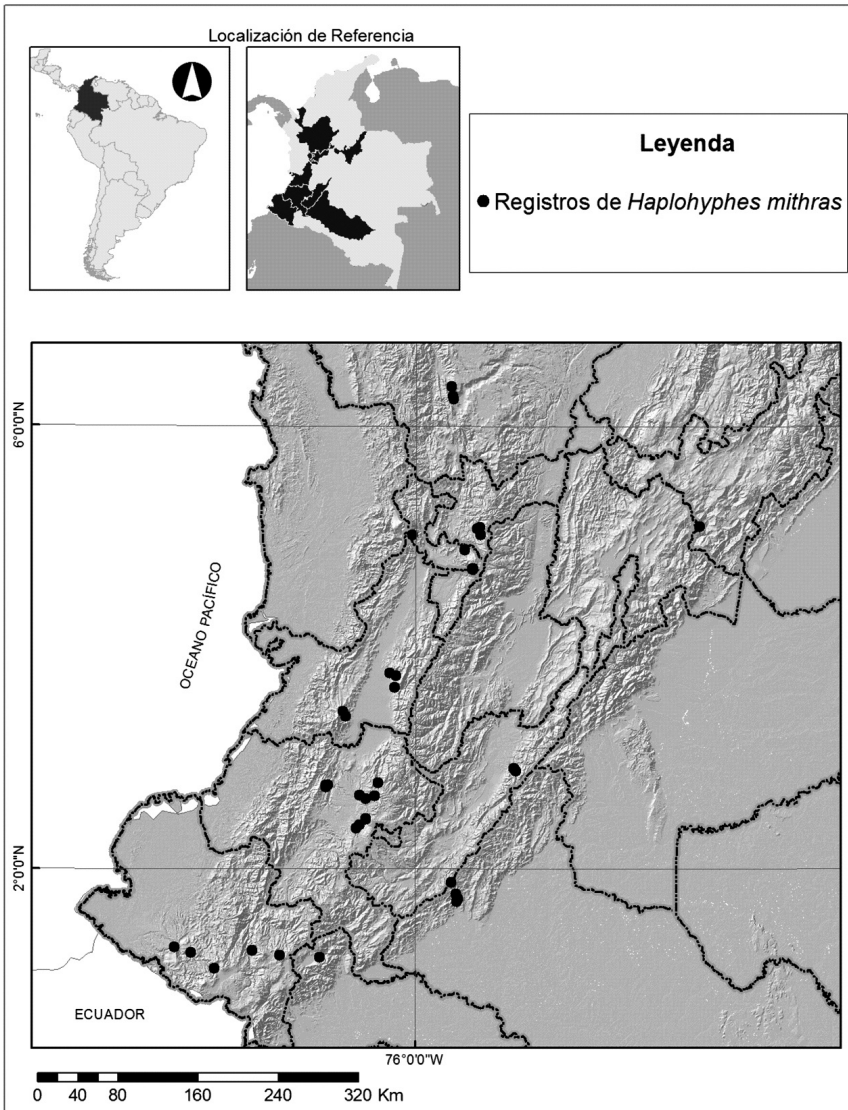 Localización de Referencia
Leyenda
Registros de Haplohyphes mithras
6°0'0"N
OCEANO PACÍFICO
2°0'0"N
ECUADOR
76°0'0"W
0 20 40 80 160 240 320 Km